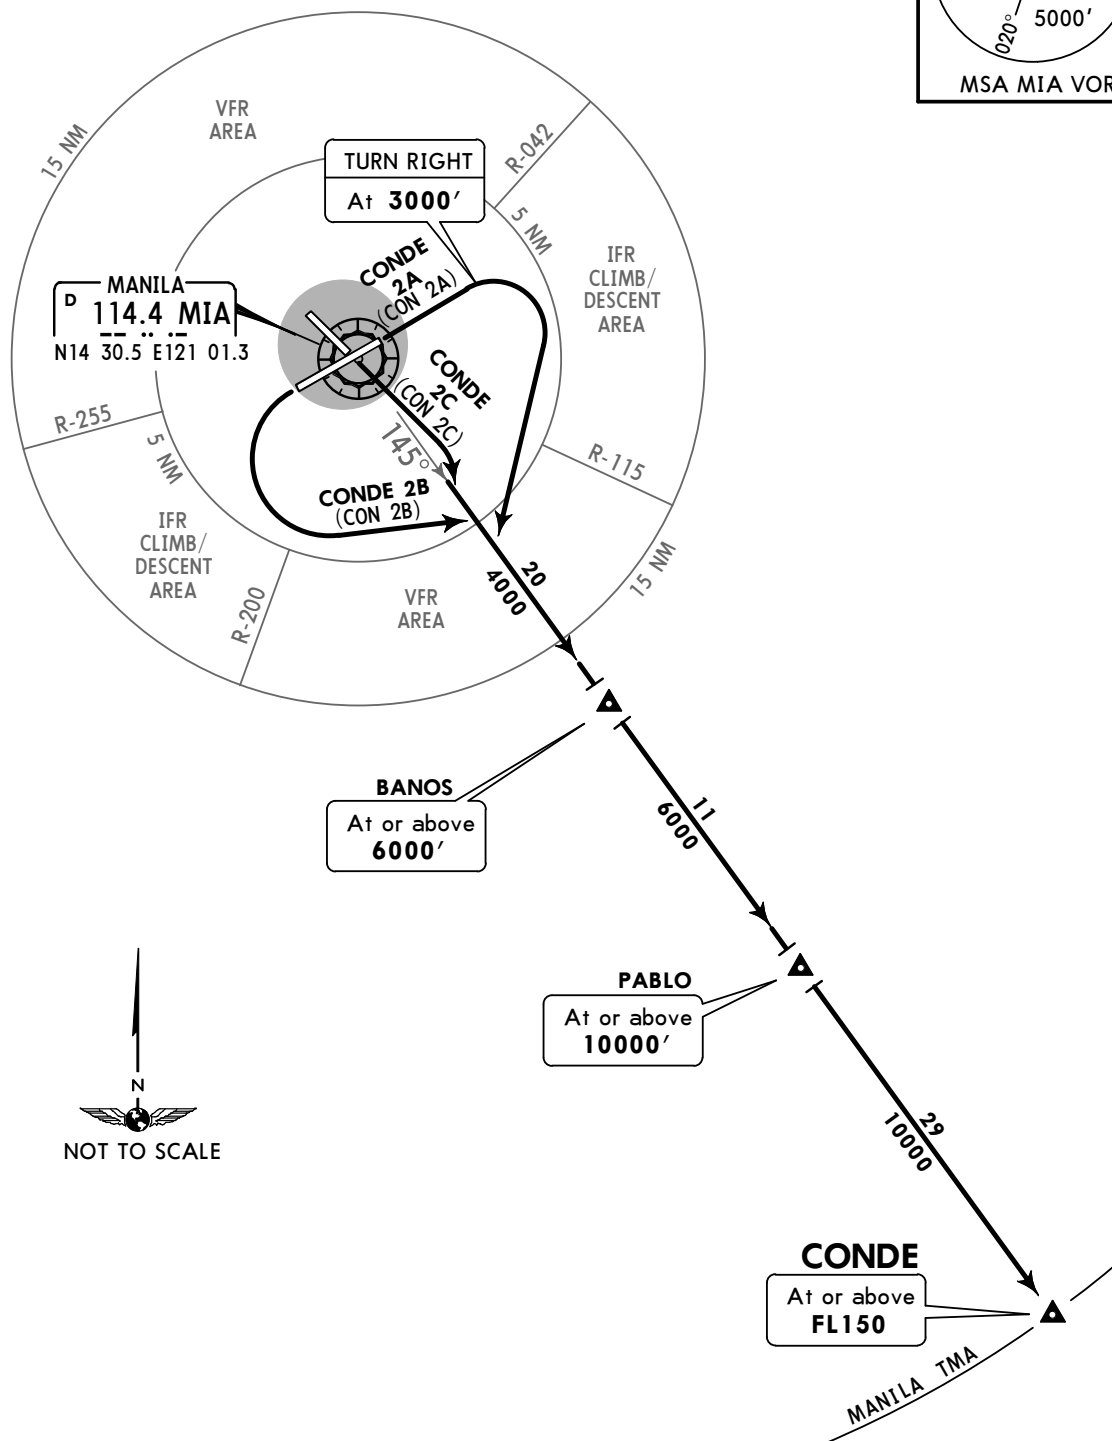 020°
5000'
MSA MIA VOR
15 NM
VFR
AREA
TURN RIGHT
At 3000'
R-042
5 NM
IFR
CLIMB/
DESCENT
AREA
CONDE
2A
(CON 2A)
MANILA
D 114.4 MIA
N14 30.5 E121 01.3
CONDE
2C
(CON 2C)
145°
R-255
5 NM
R-115
CONDE 2B
(CON 2B)
IFR
CLIMB/
DESCENT
AREA
R-200
VFR
AREA
15 NM
20
4000
BANOS
At or above
6000'
11
6000
PABLO
At or above
10000'
N
NOT TO SCALE
29
10000
CONDE
At or above
FL150
MANILA TMA